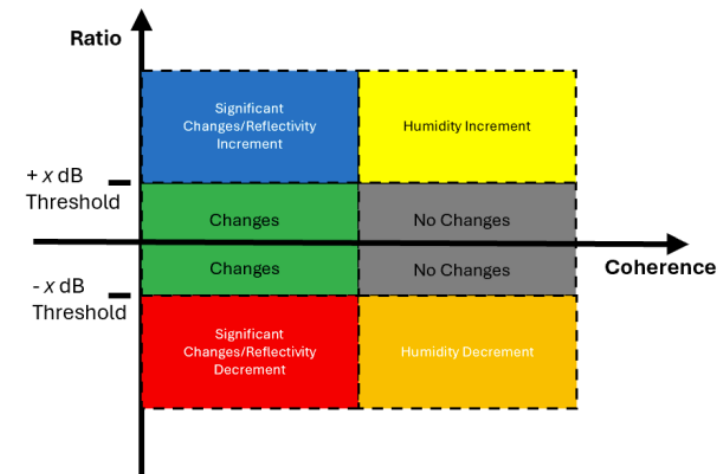 Ratio
Significant
Changes/Reflectivity
Increment
Humidity Increment
+ x dB
Threshold
Changes
No Changes
Changes
No Changes
Coherence
- x dB
Threshold
Significant
Changes/Reflectivity
Decrement
Humidity Decrement